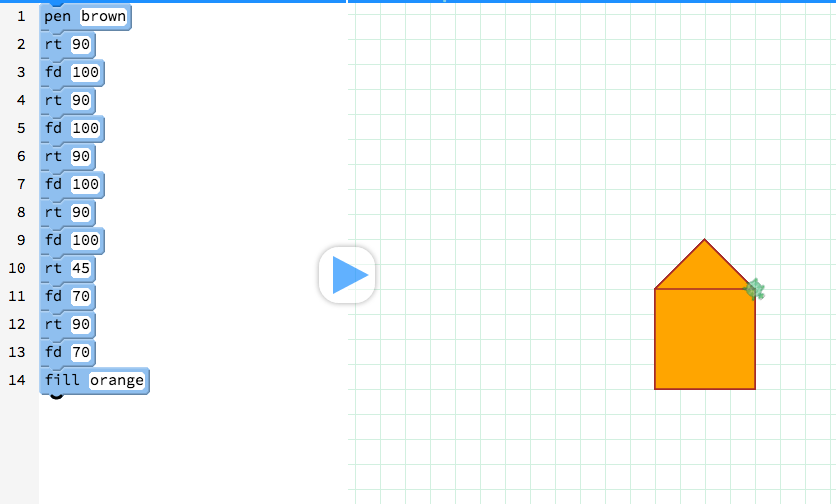 1 pen brown
2 rt 90
3 fd 100
4 rt 90
5 fd 100
6 rt 90
7 fd 100
8 rt 90
9 fd 100
10 rt 45
11 fd 70
12 rt 90
13 fd 70
14 fill orange